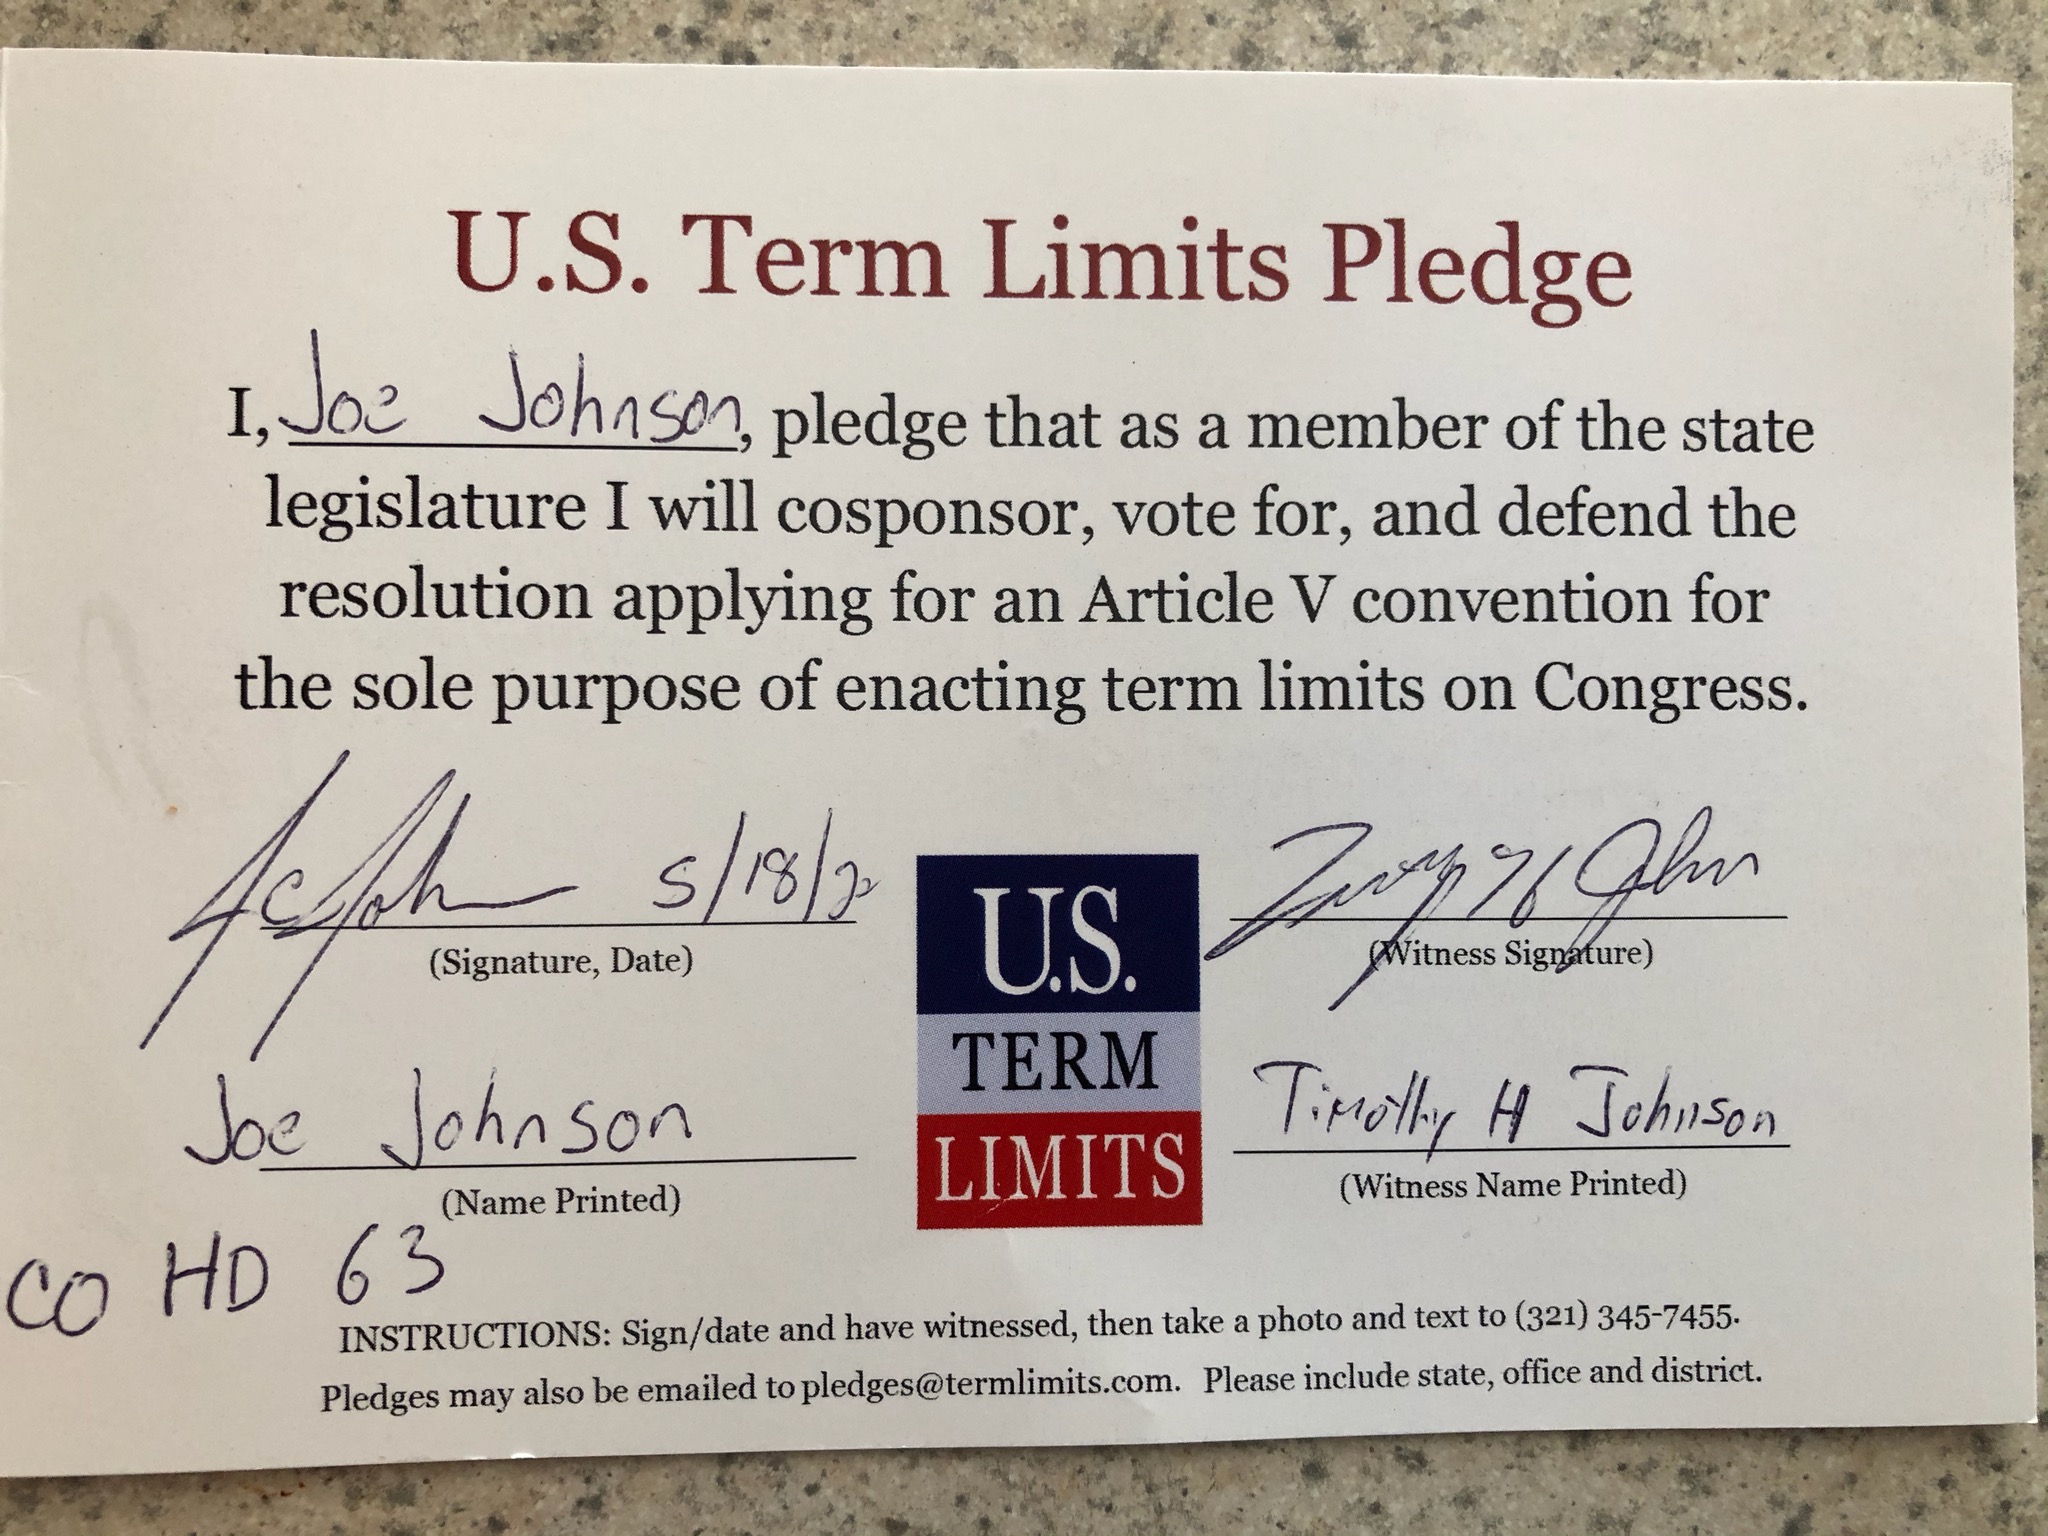 U.S. Term Limits Pledge
I, Joe Johnson, pledge that as a member of the state
legislature I will cosponsor, vote for, and defend the
resolution applying for an Article V convention for
the sole purpose of enacting term limits on Congress.
5/18/20
(Signature, Date)
(Witness Signature)
Joe Johnson
(Name Printed)
U.S.
TERM
LIMITS
Timothy H Johnson
(Witness Name Printed)
CO HD 63
INSTRUCTIONS: Sign/date and have witnessed, then take a photo and text to (321) 345-7455.
Pledges may also be emailed to pledges@termlimits.com. Please include state, office and district.